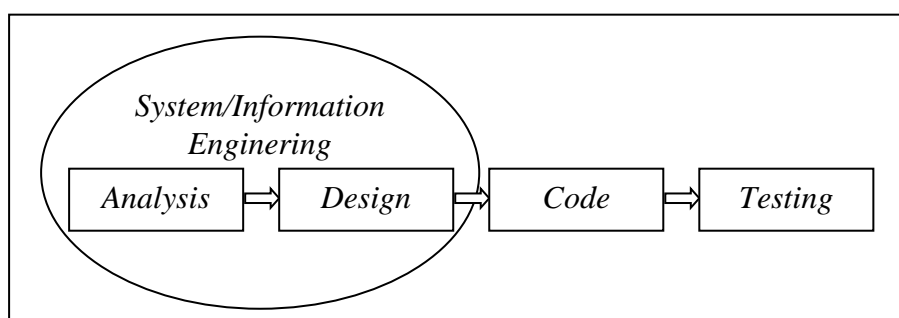 System/Information
Enginering
Analysis
Design
Code
Testing